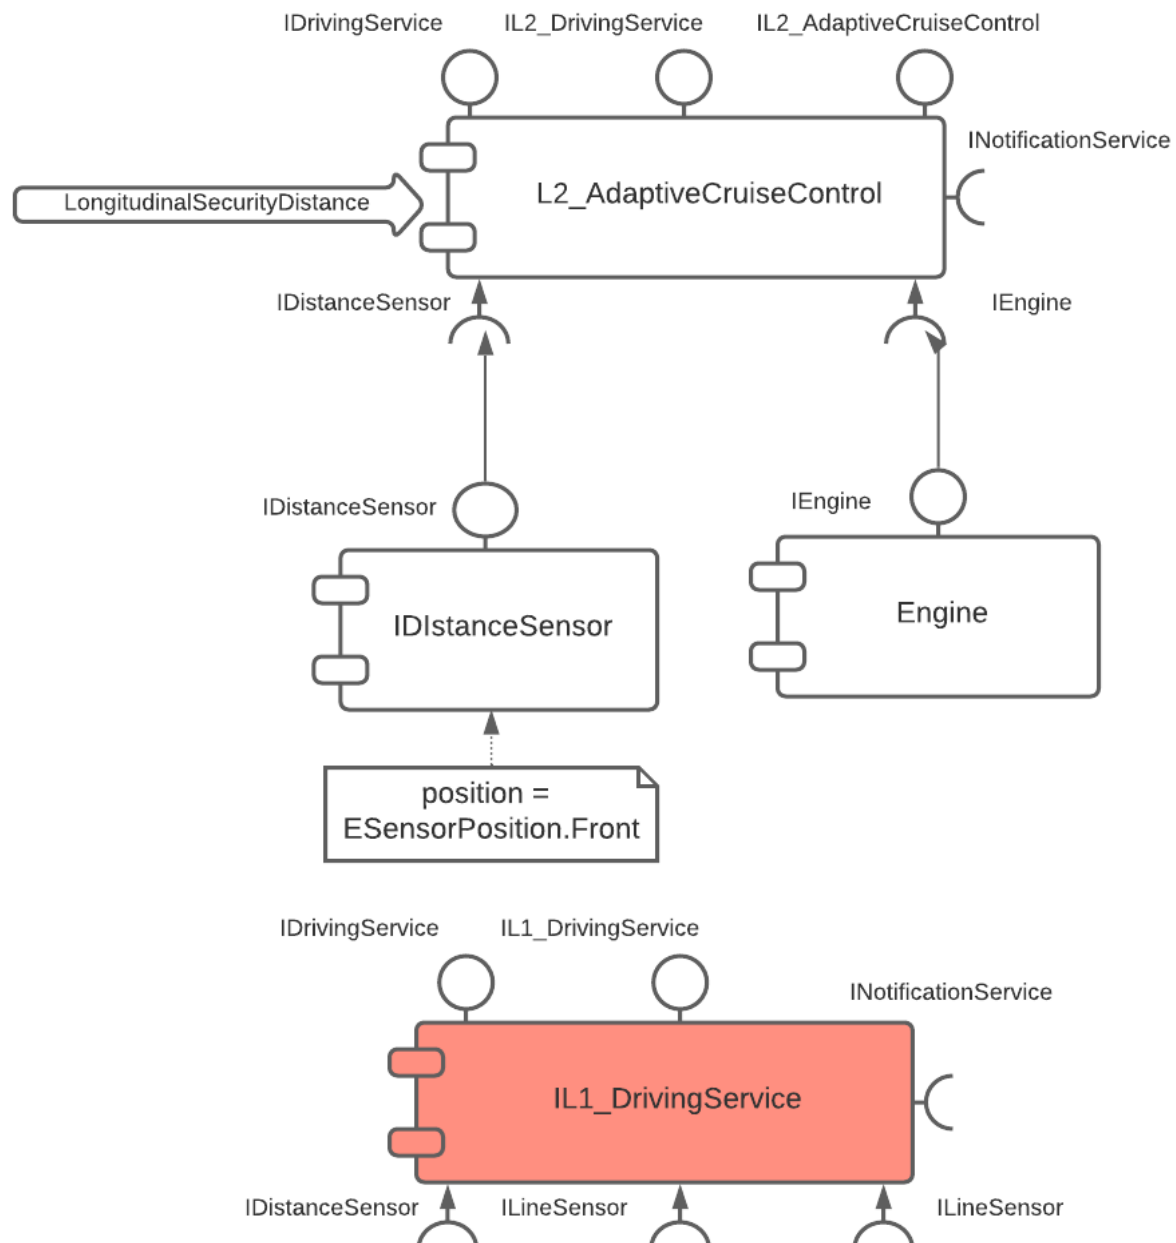 IDrivingService
IL2_DrivingService
IL2_AdaptiveCruiseControl
INotificationService
L2_AdaptiveCruiseControl
LongitudinalSecurityDistance
IDistanceSensor
IEngine
IDistanceSensor
IEngine
IDIstanceSensor
Engine
position =
ESensorPosition.Front
IDrivingService
IL1_DrivingService
INotificationService
IL1_DrivingService
IDistanceSensor
ILineSensor
ILineSensor